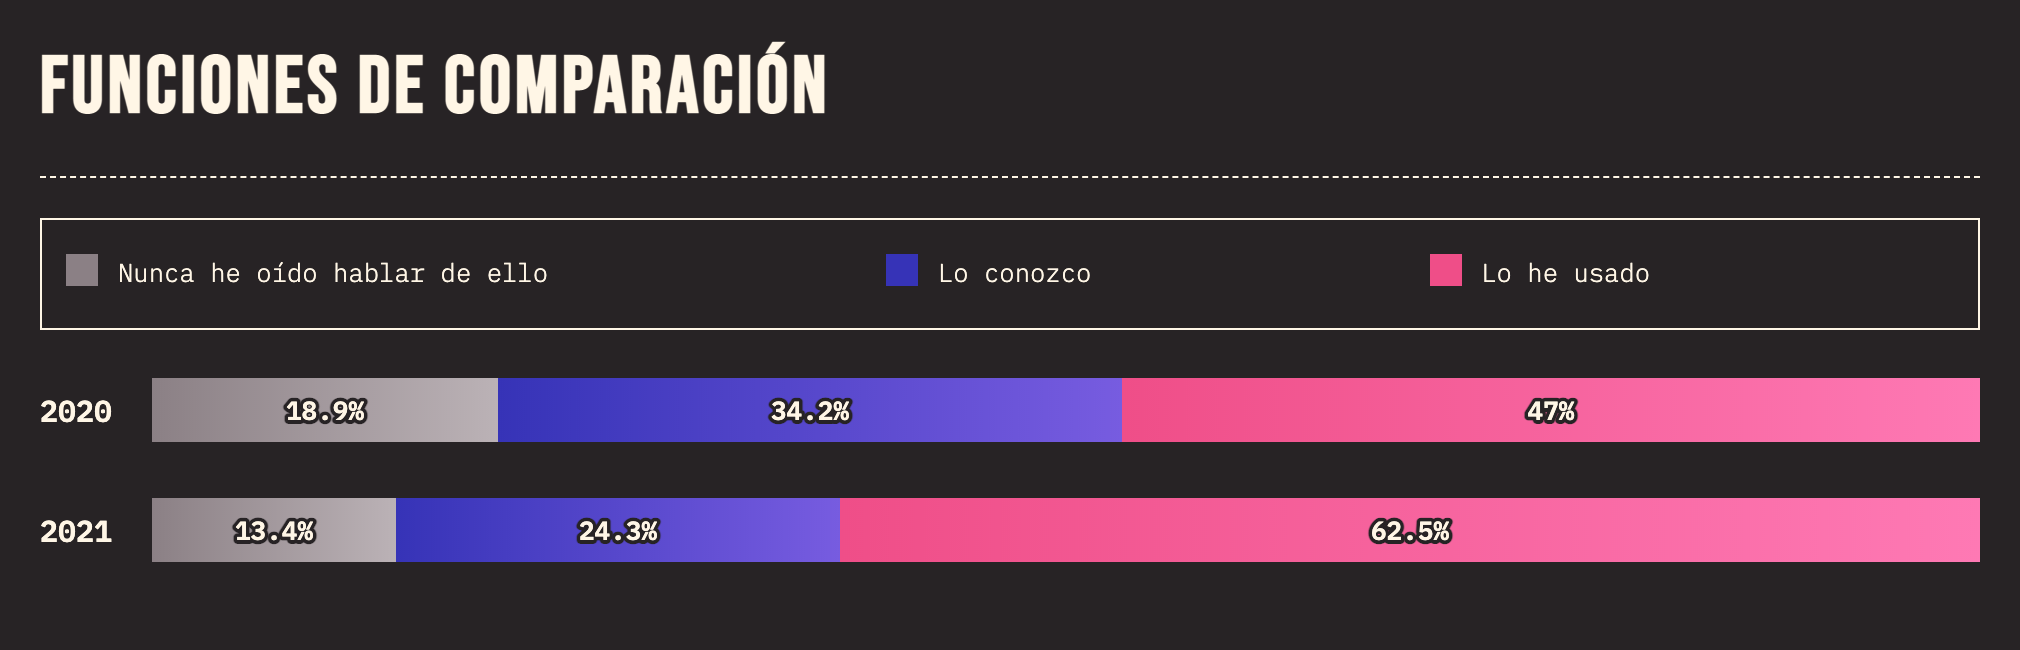 FUNCIONES DE COMPARACIÓN
Nunca he oído hablar de ello Lo conozco Lo he usado
2020 18.9% 34.2% 47%
2021 13.4% 24.3% 62.5%